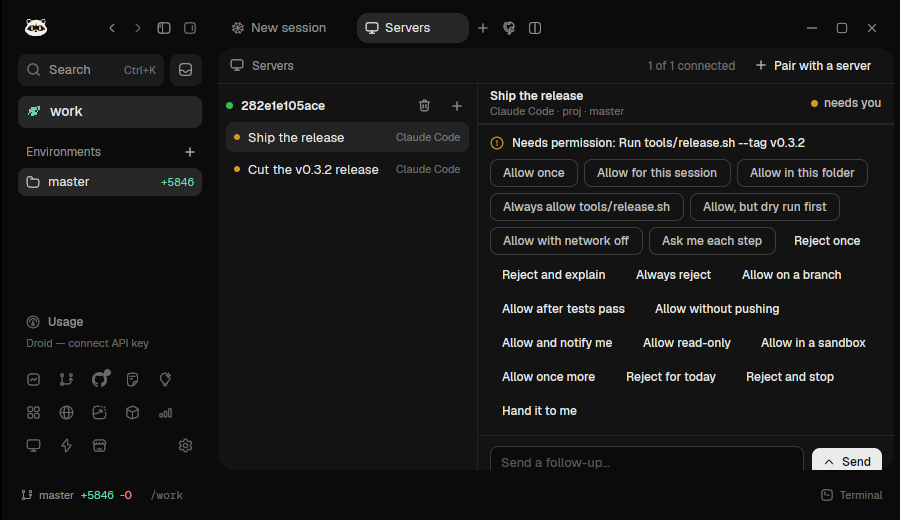 New session
Servers
Search
Ctrl+K
work
Environments
master
+5846
Usage
Droid — connect API key
Servers
1 of 1 connected
Pair with a server
282e1e105ace
Ship the release
Claude Code
Cut the v0.3.2 release
Claude Code
Ship the release
Claude Code · proj · master
needs you
Needs permission: Run tools/release.sh --tag v0.3.2
Allow once
Allow for this session
Allow in this folder
Always allow tools/release.sh
Allow, but dry run first
Allow with network off
Ask me each step
Reject once
Reject and explain
Always reject
Allow on a branch
Allow after tests pass
Allow without pushing
Allow and notify me
Allow read-only
Allow in a sandbox
Allow once more
Reject for today
Reject and stop
Hand it to me
Send a follow-up...
Send
master +5846 -0 /work
Terminal